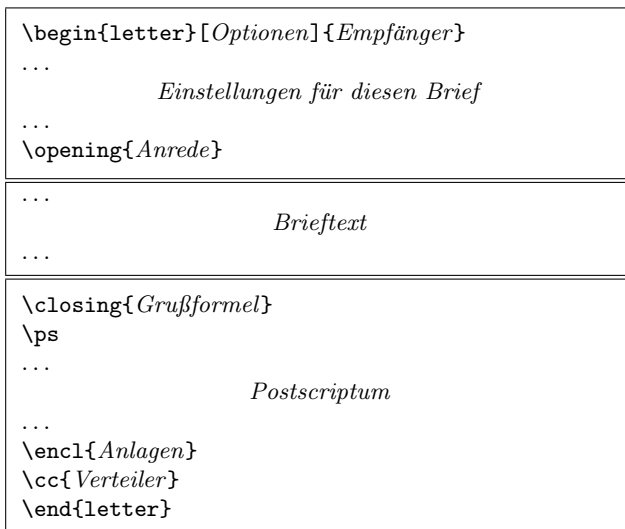 \begin{letter}[Optionen]{Empfänger}
...
Einstellungen für diesen Brief
...
\opening{Anrede}
...
Brieftext
...
\closing{Grußformel}
\ps
...
Postscriptum
...
\encl{Anlagen}
\cc{Verteiler}
\end{letter}